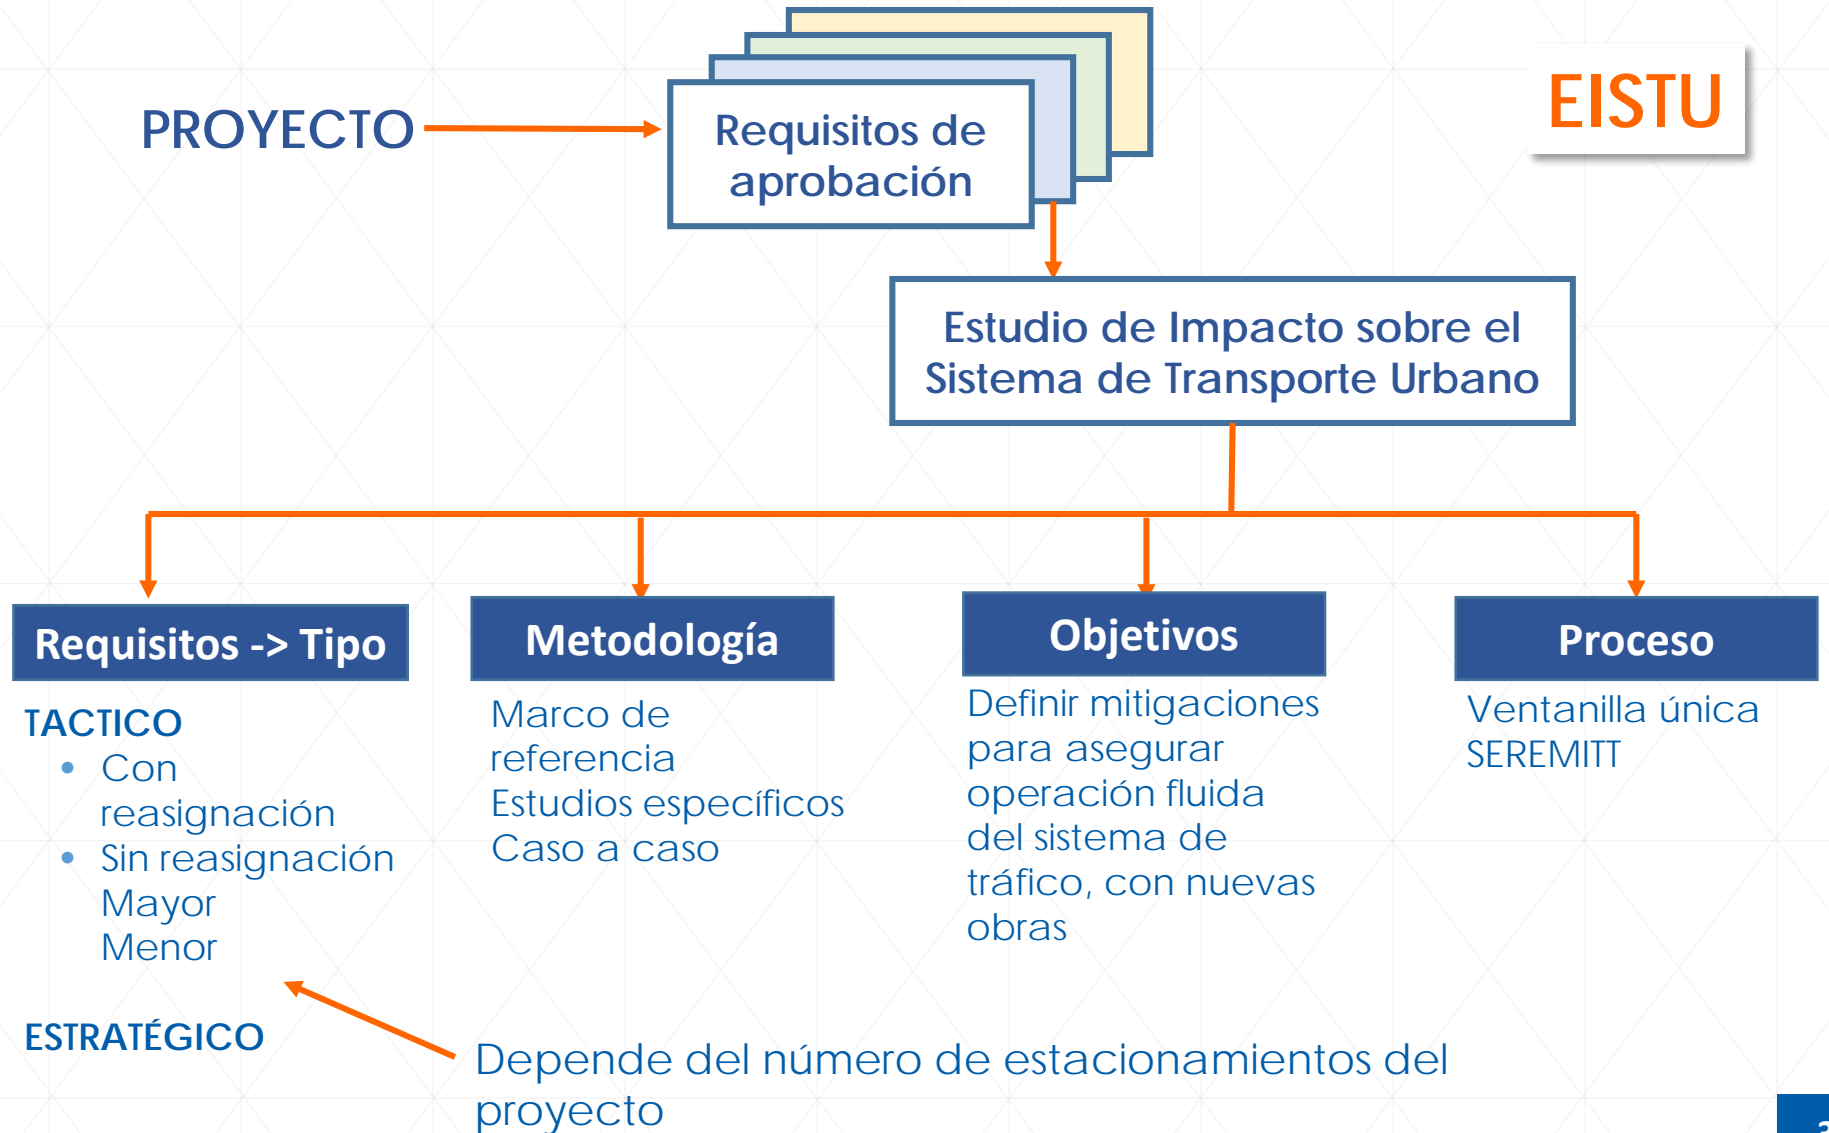 EISTU
PROYECTO
Requisitos de
aprobación
Estudio de Impacto sobre el
Sistema de Transporte Urbano
Requisitos -> Tipo
TACTICO
• Con
reasignación
• Sin reasignación
Mayor
Menor
ESTRATÉGICO
Metodología
Marco de
referencia
Estudios específicos
Caso a caso
Objetivos
Definir mitigaciones
para asegurar
operación fluida
del sistema de
tráfico, con nuevas
obras
Proceso
Ventanilla única
SEREMITT
Depende del número de estacionamientos del
proyecto